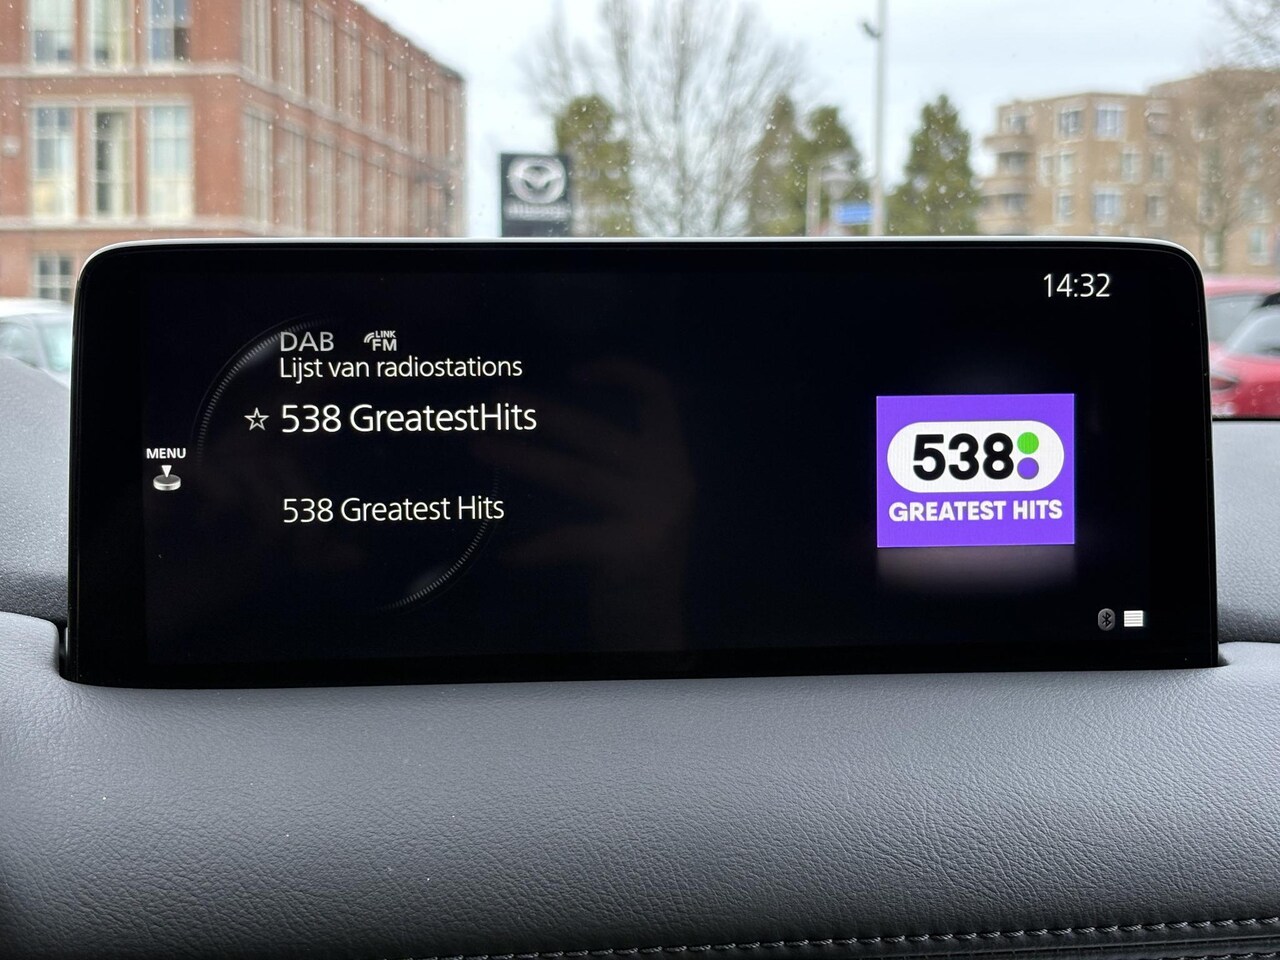 14:32
DAB LINK FM
Lijst van radiostations
☆ 538 GreatestHits
MENU
538 Greatest Hits
538
GREATEST HITS